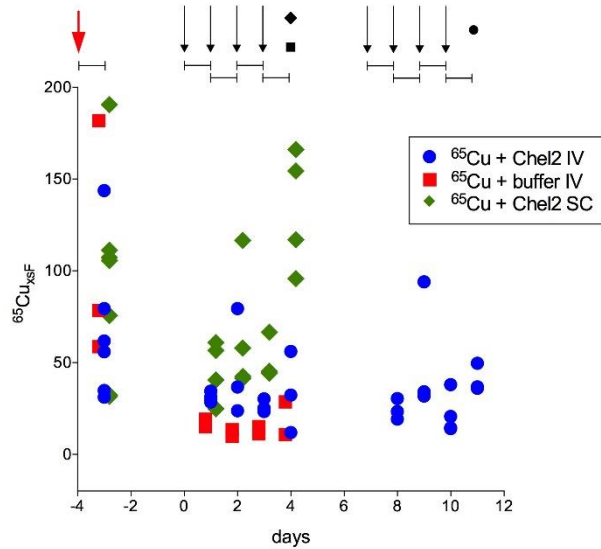 200
150
100
50
0
⁶⁵Cu + Chel2 IV
⁶⁵Cu + buffer IV
⁶⁵Cu + Chel2 SC
⁶⁵CuₓₛF
-4 -2 0 2 4 6 8 10 12
days